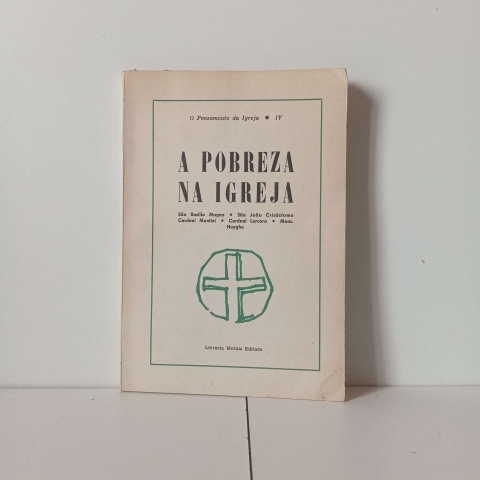 O Pensamento da Igreja • IV
A POBREZA
NA IGREJA
São Basílio Magno • São João Crisóstomo
Cardeal Montini • Cardeal Lercaro • Mons.
Huyghe
Livraria Morais Editora